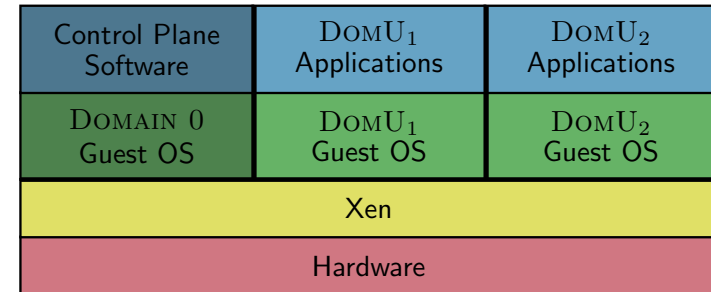 Control Plane
Software
DOMU₁
Applications
DOMU₂
Applications
DOMAIN 0
Guest OS
DOMU₁
Guest OS
DOMU₂
Guest OS
Xen
Hardware